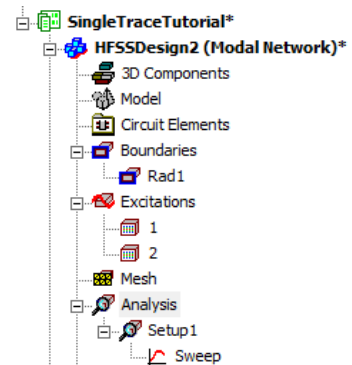 SingleTraceTutorial*
HFSSDesign2 (Modal Network)*
3D Components
Model
Circuit Elements
Boundaries
Rad1
Excitations
1
2
Mesh
Analysis
Setup1
Sweep